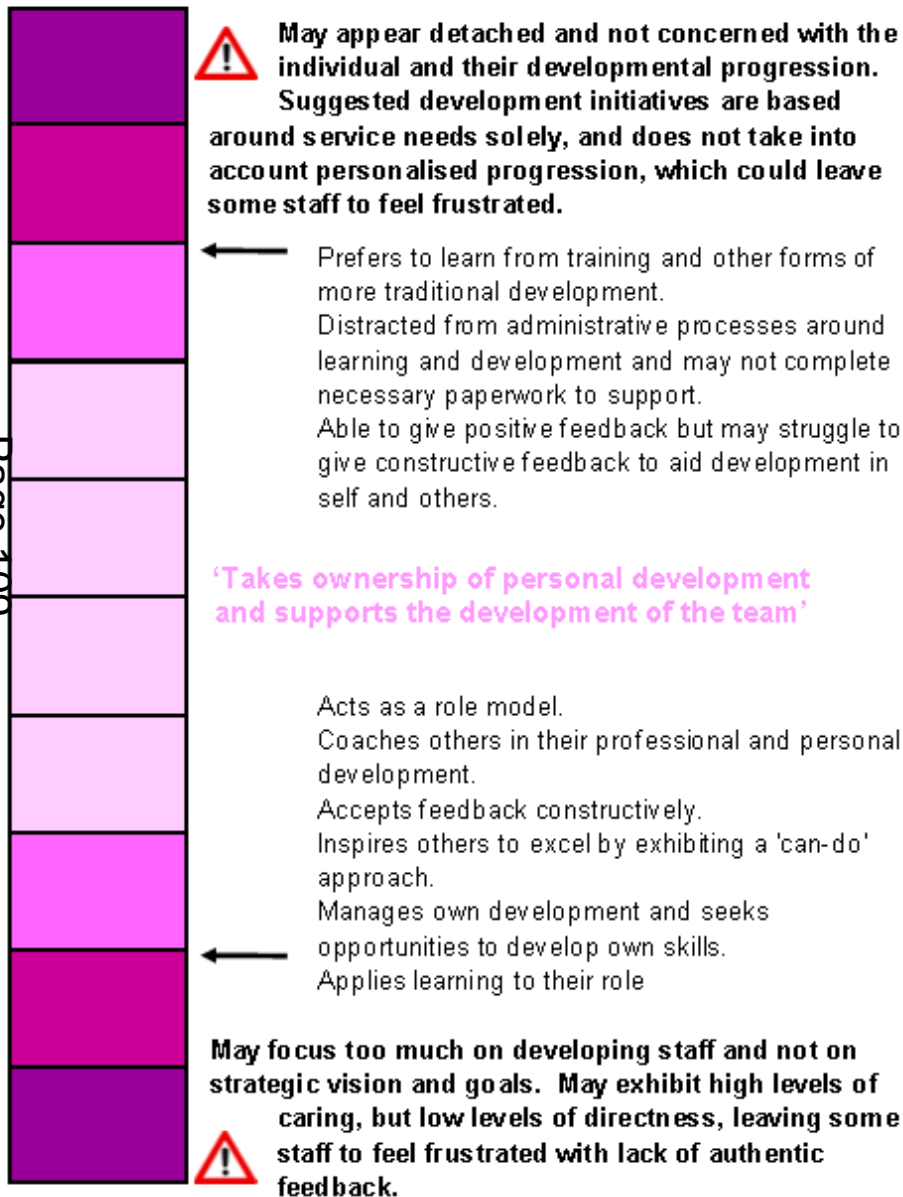 May appear detached and not concerned with the
individual and their developmental progression.
Suggested development initiatives are based
around service needs solely, and does not take into
account personalised progression, which could leave
some staff to feel frustrated.
Prefers to learn from training and other forms of
more traditional development.
Distracted from administrative processes around
learning and development and may not complete
necessary paperwork to support.
Able to give positive feedback but may struggle to
give constructive feedback to aid development in
self and others.
‘Takes ownership of personal development
and supports the development of the team’
Acts as a role model.
Coaches others in their professional and personal
development.
Accepts feedback constructively.
Inspires others to excel by exhibiting a 'can-do'
approach.
Manages own development and seeks
opportunities to develop own skills.
Applies learning to their role
May focus too much on developing staff and not on
strategic vision and goals.  May exhibit high levels of
caring, but low levels of directness, leaving some
staff to feel frustrated with lack of authentic
feedback.